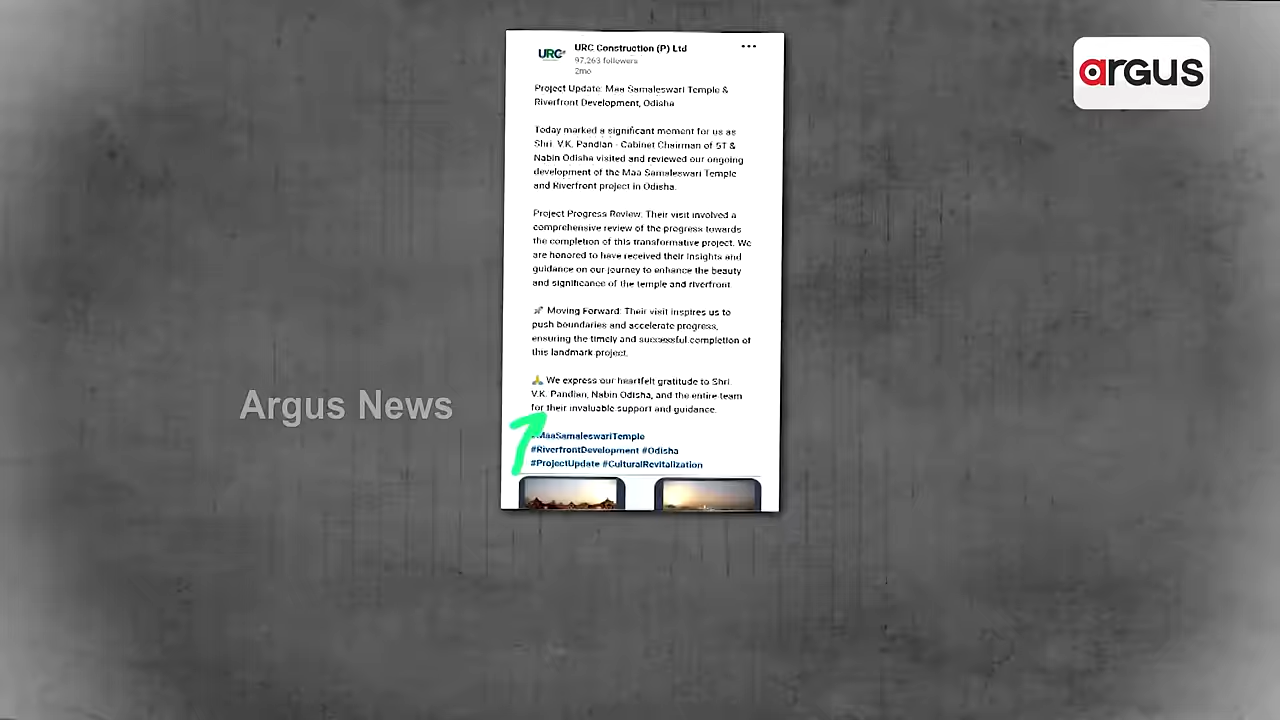 URC
URC Construction (P) Ltd
97,263 followers
2mo
Project Update: Maa Samaleswari Temple &
Riverfront Development, Odisha
Today marked a significant moment for us as
Shri. V.K. Pandian - Cabinet Chairman of 5T &
Nabin Odisha visited and reviewed our ongoing
development of the Maa Samaleswari Temple
and Riverfront project in Odisha.
Project Progress Review: Their visit involved a
comprehensive review of the progress towards
the completion of this transformative project. We
are honored to have received their insights and
guidance on our journey to enhance the beauty
and significance of the temple and riverfront.
🚀 Moving Forward: Their visit inspires us to
push boundaries and accelerate progress,
ensuring the timely and successful completion of
this landmark project.
🙏 We express our heartfelt gratitude to Shri.
V.K. Pandian, Nabin Odisha, and the entire team
for their invaluable support and guidance.
#MaaSamaleswariTemple
#RiverfrontDevelopment #Odisha
#ProjectUpdate #CulturalRevitalization
argus
Argus News